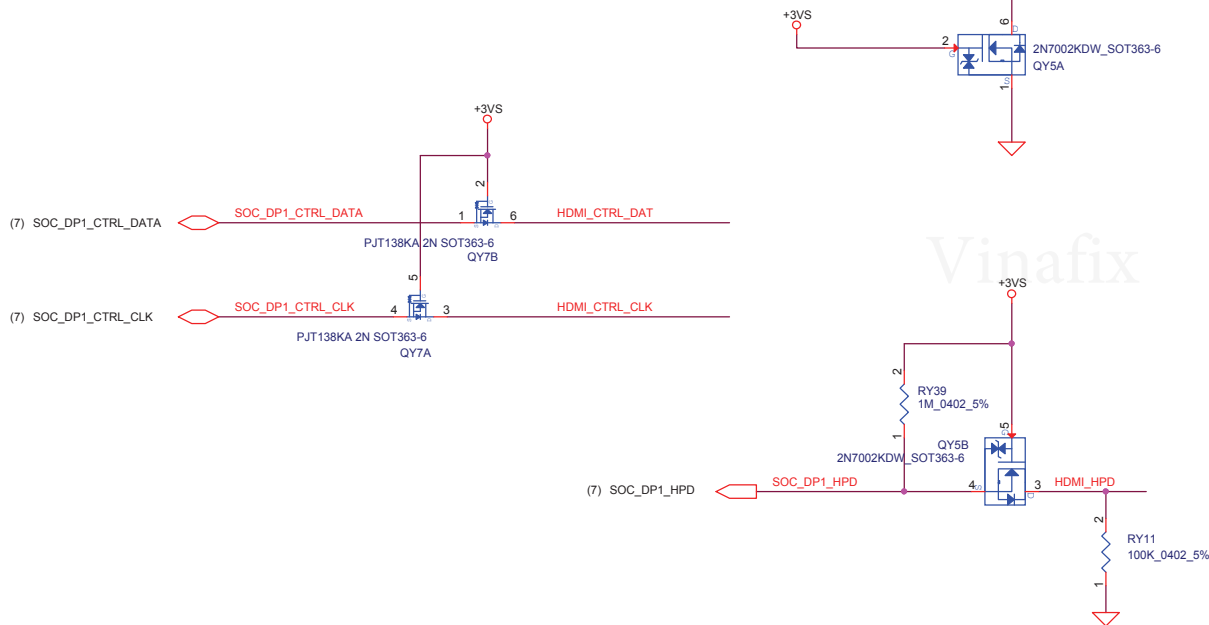 +3VS
6
D
2
G
2N7002KDW_SOT363-6
QY5A
S
1
+3VS
2
G
(7) SOC_DP1_CTRL_DATA
SOC_DP1_CTRL_DATA
1
S
D
6
HDMI_CTRL_DAT
PJT138KA 2N SOT363-6
QY7B
Vinafix
5
G
(7) SOC_DP1_CTRL_CLK
SOC_DP1_CTRL_CLK
4
S
D
3
HDMI_CTRL_CLK
PJT138KA 2N SOT363-6
QY7A
+3VS
2
RY39
1M_0402_5%
1
5
G
QY5B
2N7002KDW_SOT363-6
(7) SOC_DP1_HPD
SOC_DP1_HPD
4
S
D
3
HDMI_HPD
2
RY11
100K_0402_5%
1